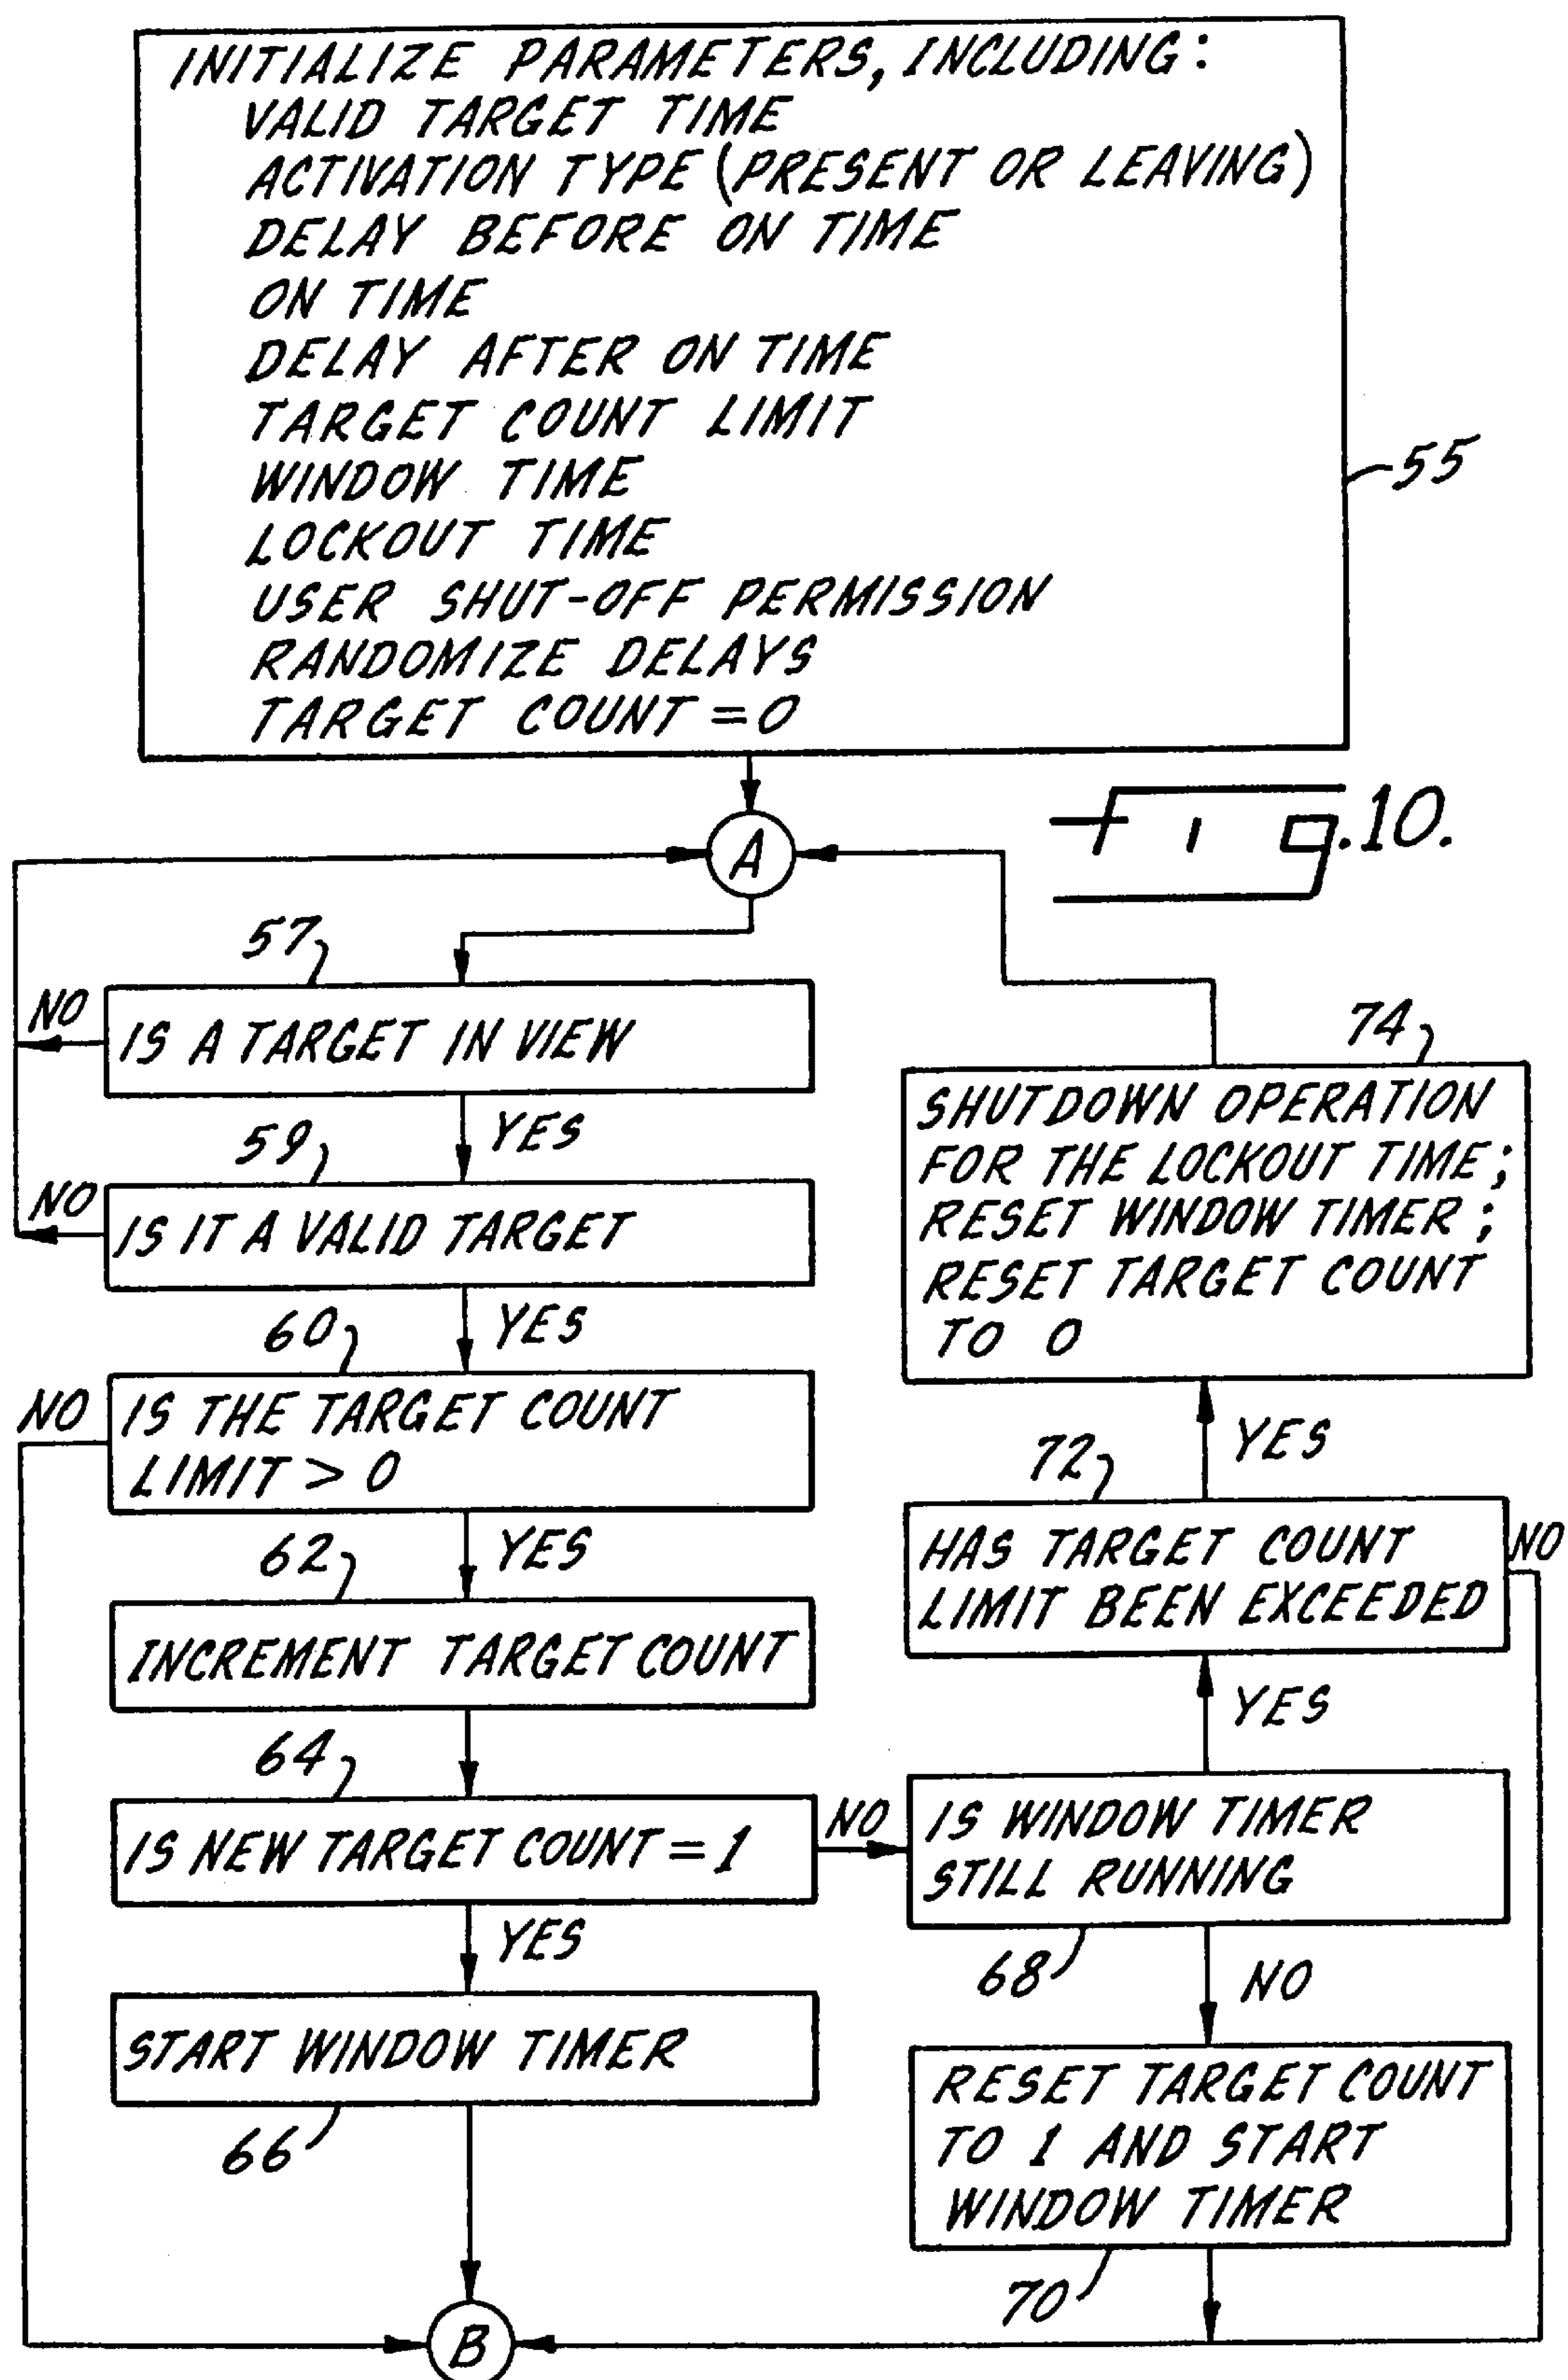 INITIALIZE PARAMETERS, INCLUDING:
VALID TARGET TIME
ACTIVATION TYPE (PRESENT OR LEAVING)
DELAY BEFORE ON TIME
ON TIME
DELAY AFTER ON TIME
TARGET COUNT LIMIT
WINDOW TIME
LOCKOUT TIME
USER SHUT-OFF PERMISSION
RANDOMIZE DELAYS
TARGET COUNT = 0
55
A
Fig.10.
57
NO
IS A TARGET IN VIEW
YES
59
NO
IS IT A VALID TARGET
YES
60
NO
IS THE TARGET COUNT
LIMIT > 0
YES
62
INCREMENT TARGET COUNT
64
IS NEW TARGET COUNT = 1
NO
YES
START WINDOW TIMER
66
B
74
SHUTDOWN OPERATION
FOR THE LOCKOUT TIME;
RESET WINDOW TIMER;
RESET TARGET COUNT
TO 0
YES
72
HAS TARGET COUNT
LIMIT BEEN EXCEEDED
NO
YES
IS WINDOW TIMER
STILL RUNNING
68
NO
RESET TARGET COUNT
TO 1 AND START
WINDOW TIMER
70